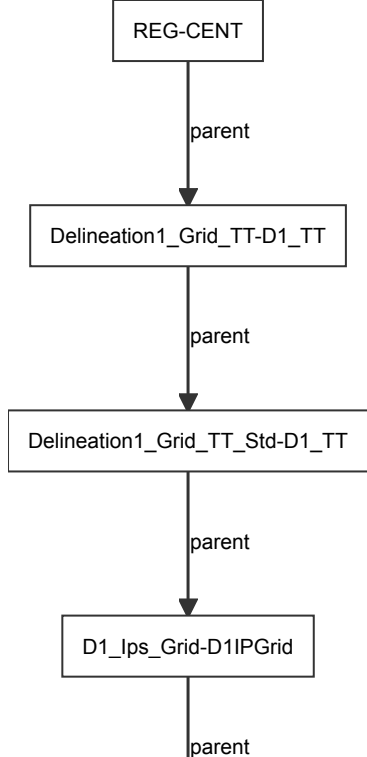 REG-CENT
parent
Delineation1_Grid_TT-D1_TT
parent
Delineation1_Grid_TT_Std-D1_TT
parent
D1_Ips_Grid-D1IPGrid
parent